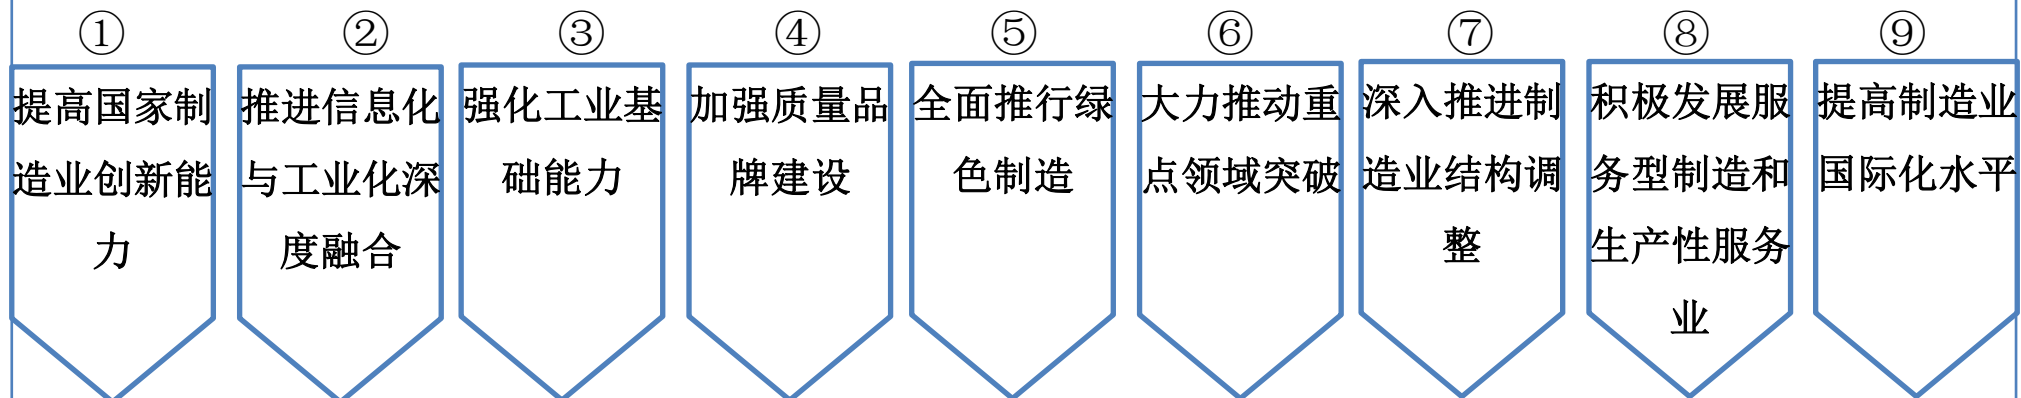 ①
提高国家制
造业创新能
力
②
推进信息化
与工业化深
度融合
③
强化工业基
础能力
④
加强质量品
牌建设
⑤
全面推行绿
色制造
⑥
大力推动重
点领域突破
⑦
深入推进制
造业结构调
整
⑧
积极发展服
务型制造和
生产性服务
业
⑨
提高制造业
国际化水平